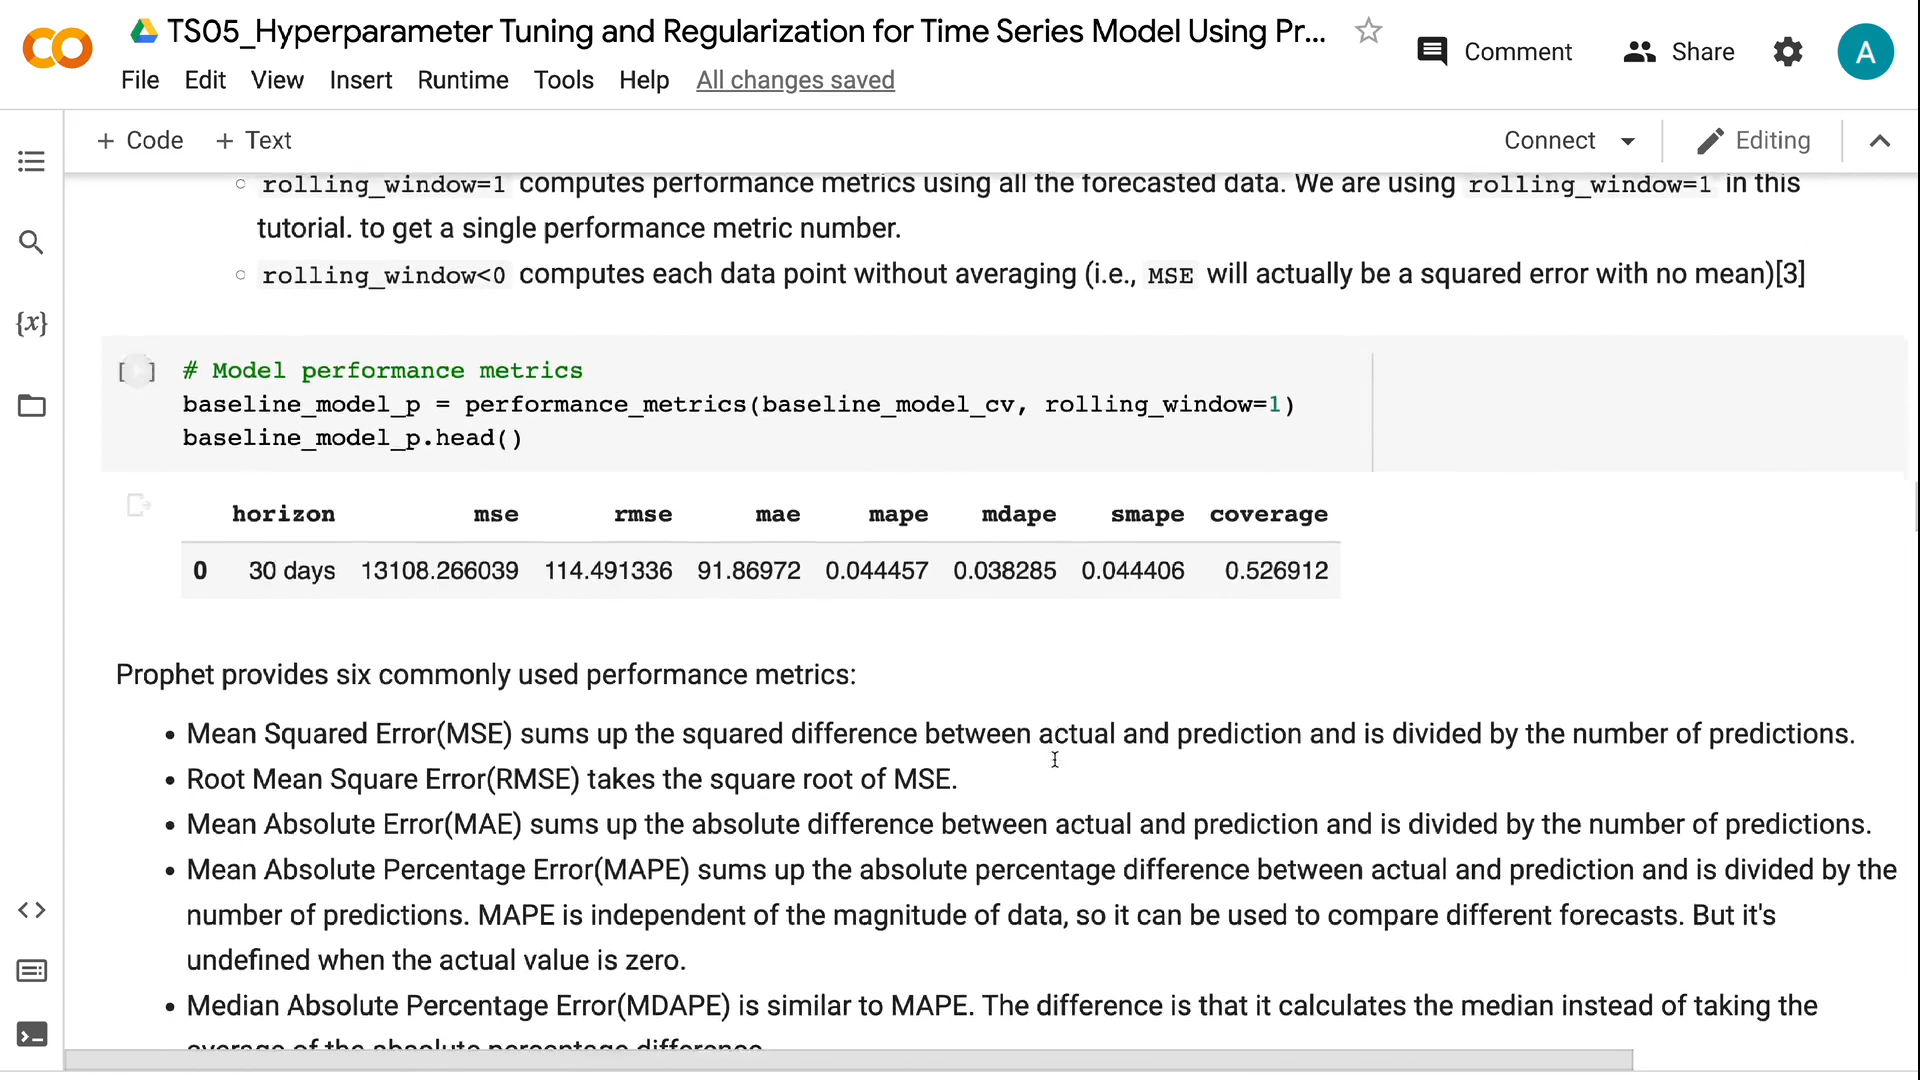 TS05_Hyperparameter Tuning and Regularization for Time Series Model Using Pr...
Comment
Share
A
File Edit View Insert Runtime Tools Help All changes saved
+ Code + Text
Connect
Editing
rolling_window=1 computes performance metrics using all the forecasted data. We are using rolling_window=1 in this
tutorial. to get a single performance metric number.
rolling_window<0 computes each data point without averaging (i.e., MSE will actually be a squared error with no mean)[3]
{x}
[ ] # Model performance metrics
baseline_model_p = performance_metrics(baseline_model_cv, rolling_window=1)
baseline_model_p.head()
horizon mse rmse mae mape mdape smape coverage
0 30 days 13108.266039 114.491336 91.86972 0.044457 0.038285 0.044406 0.526912
Prophet provides six commonly used performance metrics:
• Mean Squared Error(MSE) sums up the squared difference between actual and prediction and is divided by the number of predictions.
• Root Mean Square Error(RMSE) takes the square root of MSE.
• Mean Absolute Error(MAE) sums up the absolute difference between actual and prediction and is divided by the number of predictions.
• Mean Absolute Percentage Error(MAPE) sums up the absolute percentage difference between actual and prediction and is divided by the
number of predictions. MAPE is independent of the magnitude of data, so it can be used to compare different forecasts. But it's
undefined when the actual value is zero.
• Median Absolute Percentage Error(MDAPE) is similar to MAPE. The difference is that it calculates the median instead of taking the
average of the absolute percentage difference.